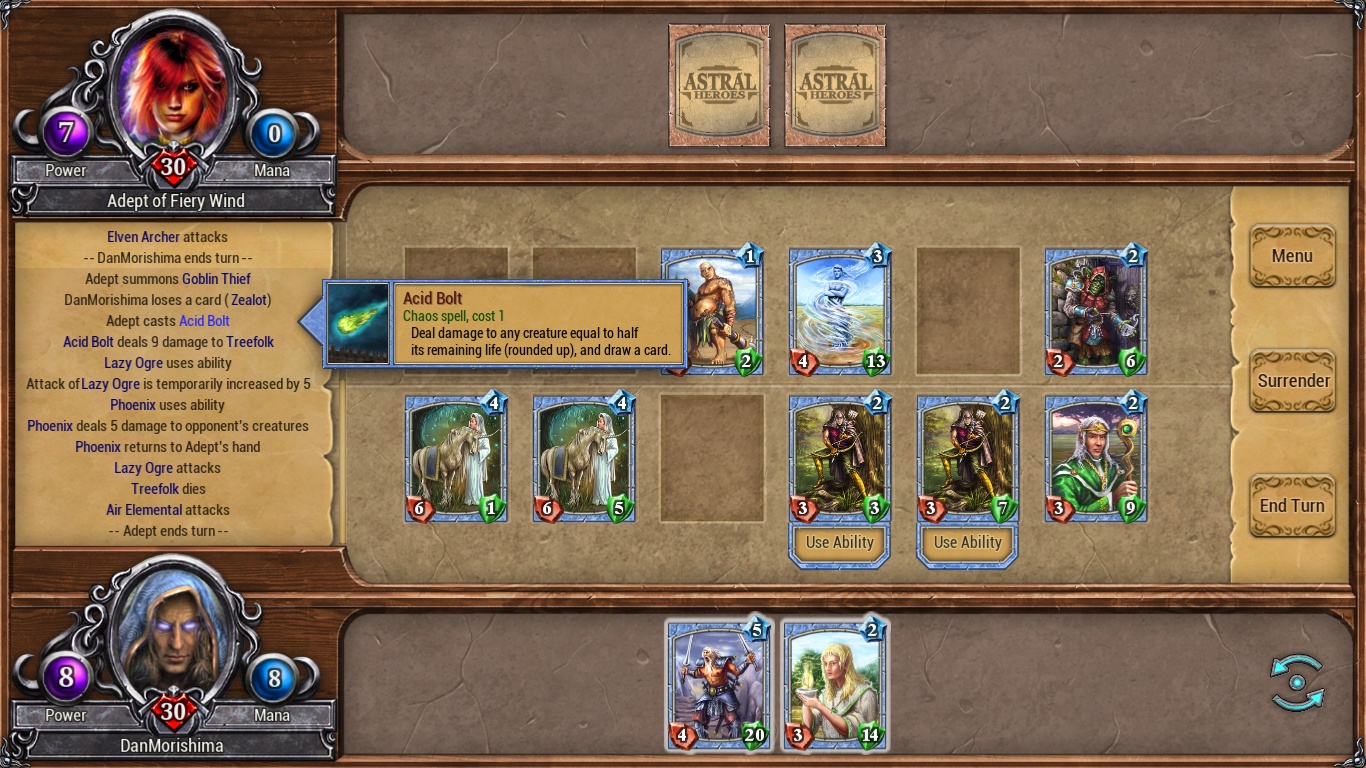 7
0
30
Power
Mana
Adept of Fiery Wind
ASTRAL
HEROES
ASTRAL
HEROES
Elven Archer attacks
-- DanMorishima ends turn --
Adept summons Goblin Thief
DanMorishima loses a card ( Zealot)
Adept casts Acid Bolt
Acid Bolt deals 9 damage to Treefolk
Lazy Ogre uses ability
Attack of Lazy Ogre is temporarily increased by 5
Phoenix uses ability
Phoenix deals 5 damage to opponent's creatures
Phoenix returns to Adept's hand
Lazy Ogre attacks
Treefolk dies
Air Elemental attacks
-- Adept ends turn --
Acid Bolt
Chaos spell, cost 1
Deal damage to any creature equal to half
its remaining life (rounded up), and draw a card.
1
2
3
4
13
2
2
6
4
6
1
4
6
5
2
3
3
2
3
7
2
3
9
Use Ability
Use Ability
Menu
Surrender
End Turn
8
8
30
Power
Mana
DanMorishima
5
4
20
2
3
14